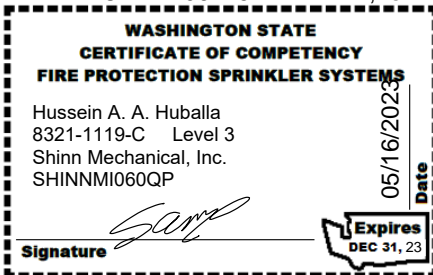 WASHINGTON STATE
CERTIFICATE OF COMPETENCY
FIRE PROTECTION SPRINKLER SYSTEMS
Hussein A. A. Huballa
8321-1119-C Level 3
Shinn Mechanical, Inc.
SHINNMI060QP
05/16/2023
Date
Signature
Expires
DEC 31, 23